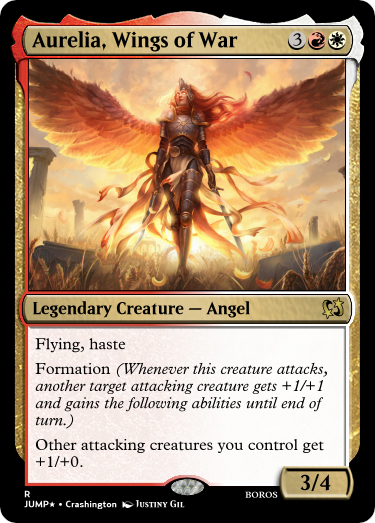 Aurelia, Wings of War 3
Legendary Creature — Angel
Flying, haste
Formation (Whenever this creature attacks,
another target attacking creature gets +1/+1
and gains the following abilities until end of
turn.)
Other attacking creatures you control get
+1/+0.
3/4
R
JUMP★ • Crashington Justiny Gil
BOROS